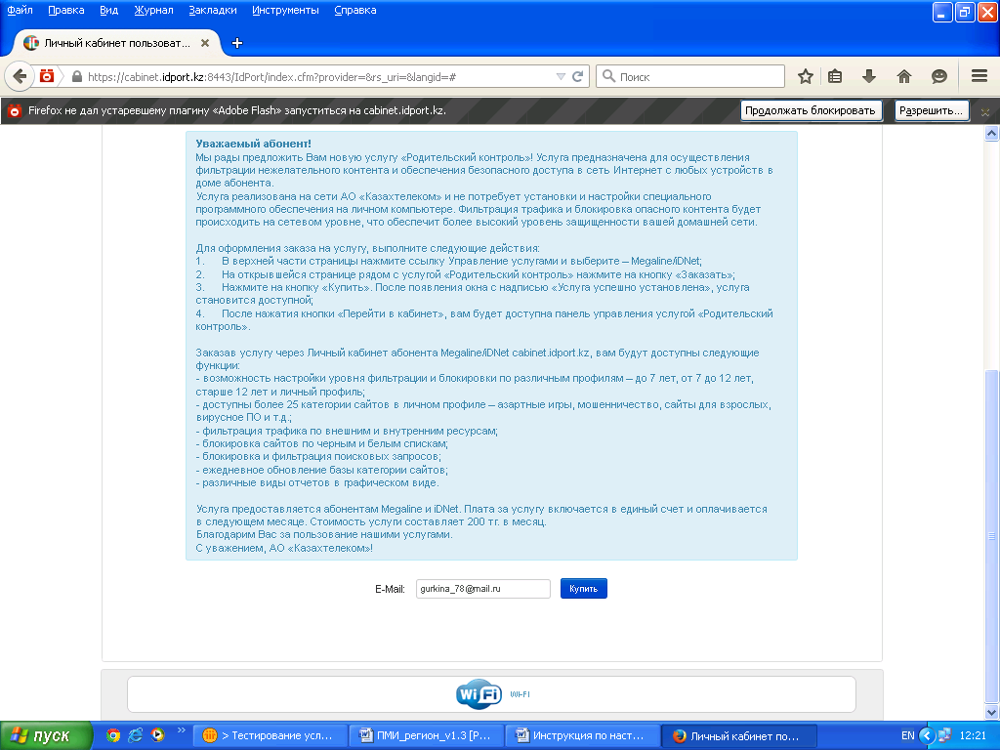 Файл Правка Вид Журнал Закладки Инструменты Справка
Личный кабинет пользоват... × +
https://cabinet.idport.kz:8443/IdPort/index.cfm?provider=&rs_uri=&langid=#
Поиск
Firefox не дал устаревшему плагину «Adobe Flash» запуститься на cabinet.idport.kz.
Продолжать блокировать
Разрешить...
Уважаемый абонент!
Мы рады предложить Вам новую услугу «Родительский контроль»! Услуга предназначена для осуществления
фильтрации нежелательного контента и обеспечения безопасного доступа в сеть Интернет с любых устройств в
доме абонента.
Услуга реализована на сети АО «Казахтелеком» и не потребует установки и настройки специального
программного обеспечения на личном компьютере. Фильтрация трафика и блокировка опасного контента будет
происходить на сетевом уровне, что обеспечит более высокий уровень защищенности вашей домашней сети.
Для оформления заказа на услугу, выполните следующие действия:
1. В верхней части страницы нажмите ссылку Управление услугами и выберите – Megaline/iDNet;
2. На открывшейся странице рядом с услугой «Родительский контроль» нажмите на кнопку «Заказать»;
3. Нажмите на кнопку «Купить». После появления окна с надписью «Услуга успешно установлена», услуга
становится доступной;
4. После нажатия кнопки «Перейти в кабинет», вам будет доступна панель управления услугой «Родительский
контроль».
Заказав услугу через Личный кабинет абонента Megaline/iDNet cabinet.idport.kz, вам будут доступны следующие
функции:
- возможность настройки уровня фильтрации и блокировки по различным профилям – до 7 лет, от 7 до 12 лет,
старше 12 лет и личный профиль;
- доступны более 25 категории сайтов в личном профиле – азартные игры, мошенничество, сайты для взрослых,
вирусное ПО и т.д.;
- фильтрация трафика по внешним и внутренним ресурсам;
- блокировка сайтов по черным и белым спискам;
- блокировка и фильтрация поисковых запросов;
- ежедневное обновление базы категории сайтов;
- различные виды отчетов в графическом виде.
Услуга предоставляется абонентам Megaline и iDNet. Плата за услугу включается в единый счет и оплачивается
в следующем месяце. Стоимость услуги составляет 200 тг. в месяц.
Благодарим Вас за пользование нашими услугами.
С уважением, АО «Казахтелеком»!
E-Mail: gurkina_78@mail.ru Купить
Wi Fi WI-FI
пуск » > Тестирование усл... ПМИ_регион_v1.3 [Р... Инструкция по наст... Личный кабинет по... EN 12:21